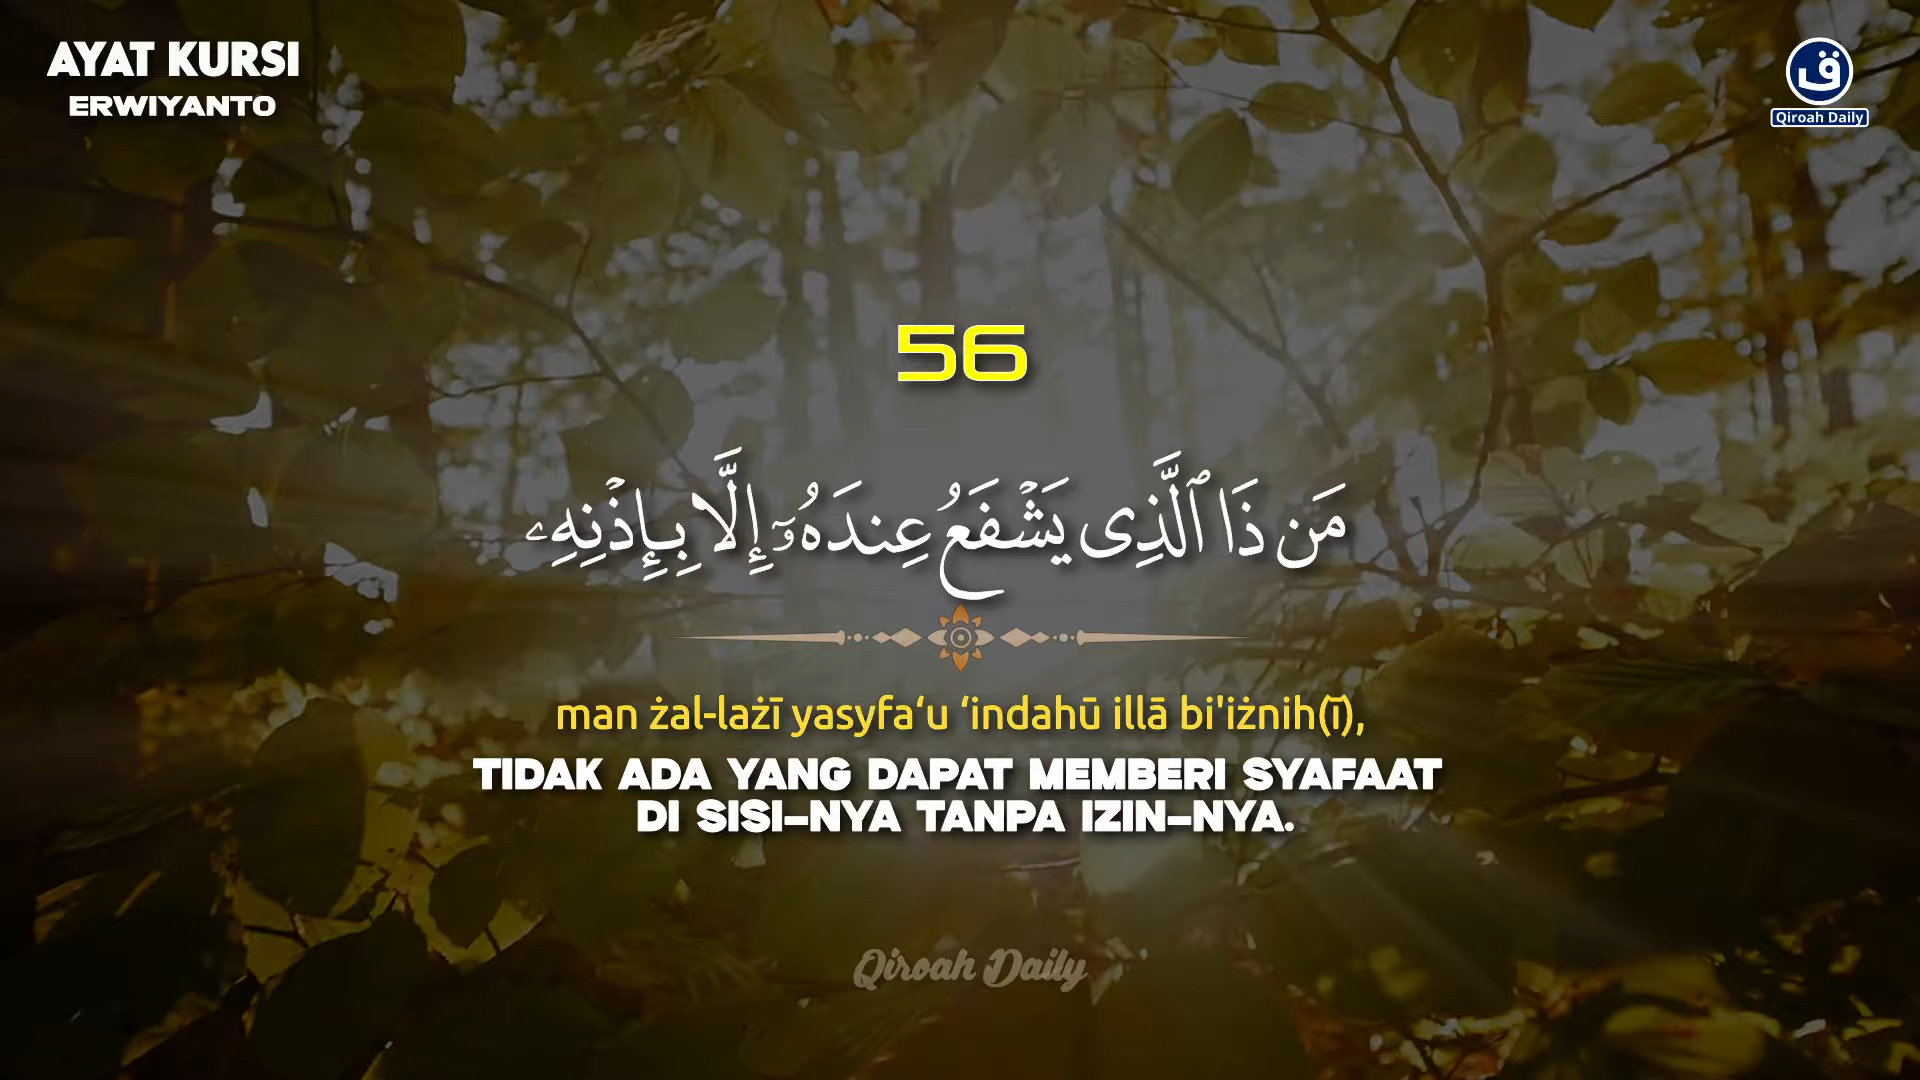 AYAT KURSI
ERWIYANTO
ق
Qiroah Daily
56
مَن ذَا ٱلَّذِى يَشْفَعُ عِندَهُۥٓ إِلَّا بِإِذْنِهِۦ
man żal-lażī yasyfa‘u ‘indahū illā bi'iżnih(ī),
TIDAK ADA YANG DAPAT MEMBERI SYAFAAT
DI SISI-NYA TANPA IZIN-NYA.
Qiroah Daily